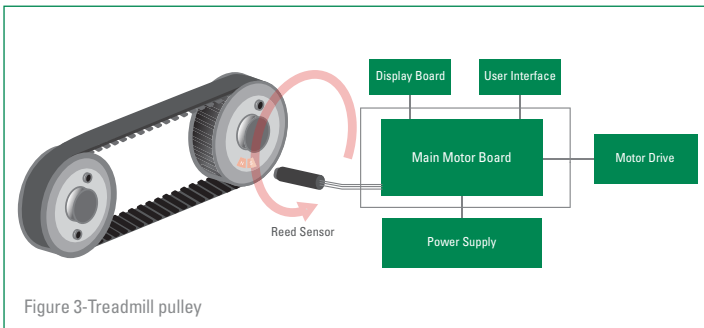 Display Board
User Interface
Main Motor Board
Motor Drive
Reed Sensor
Power Supply
Figure 3-Treadmill pulley